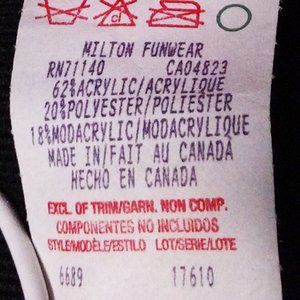 MILTON FUNWEAR
RN71140 CA04823
62%ACRYLIC/ACRYLIQUE
20%POLYESTER/POLIESTER
18%MODACRYLIC/MODACRYLIQUE
MADE IN/FAIT AU CANADA
HECHO EN CANADA
EXCL. OF TRIM/GARN. NON COMP.
COMPONENTES NO INCLUIDOS
STYLE/MODÈLE/ESTILO LOT/SERIE/LOTE
6689 17610